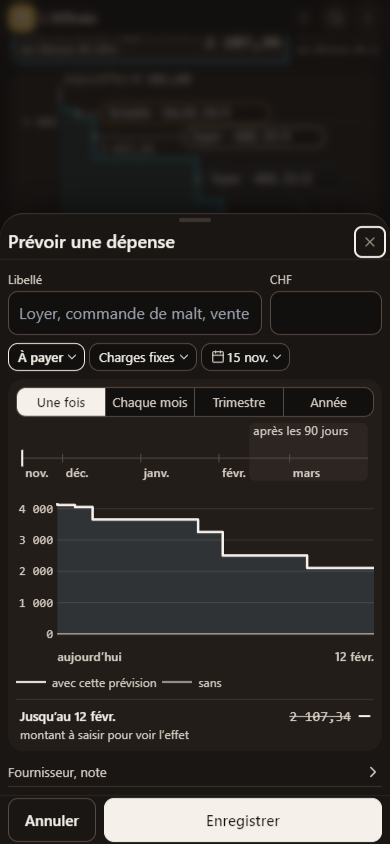 Prévoir une dépense
Libellé
CHF
Loyer, commande de malt, vente
À payer
Charges fixes
15 nov.
Une fois
Chaque mois
Trimestre
Année
après les 90 jours
nov.
déc.
janv.
févr.
mars
4 000
3 000
2 000
1 000
0
aujourd’hui
12 févr.
avec cette prévision
sans
Jusqu’au 12 févr.
2 107,34 —
montant à saisir pour voir l’effet
Fournisseur, note
Annuler
Enregistrer